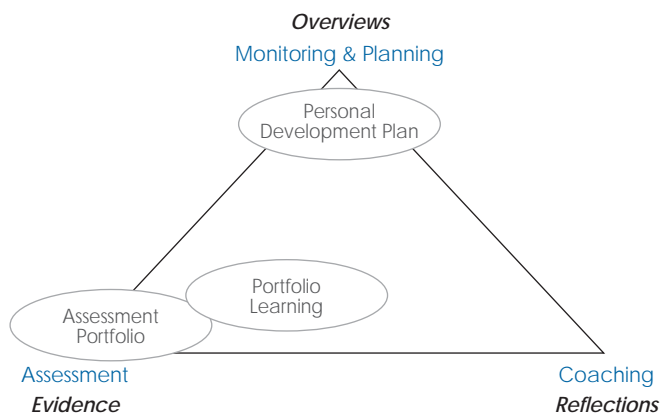 Overviews
Monitoring & Planning
Personal
Development Plan
Portfolio
Learning
Assessment
Portfolio
Assessment
Coaching
Evidence
Reflections